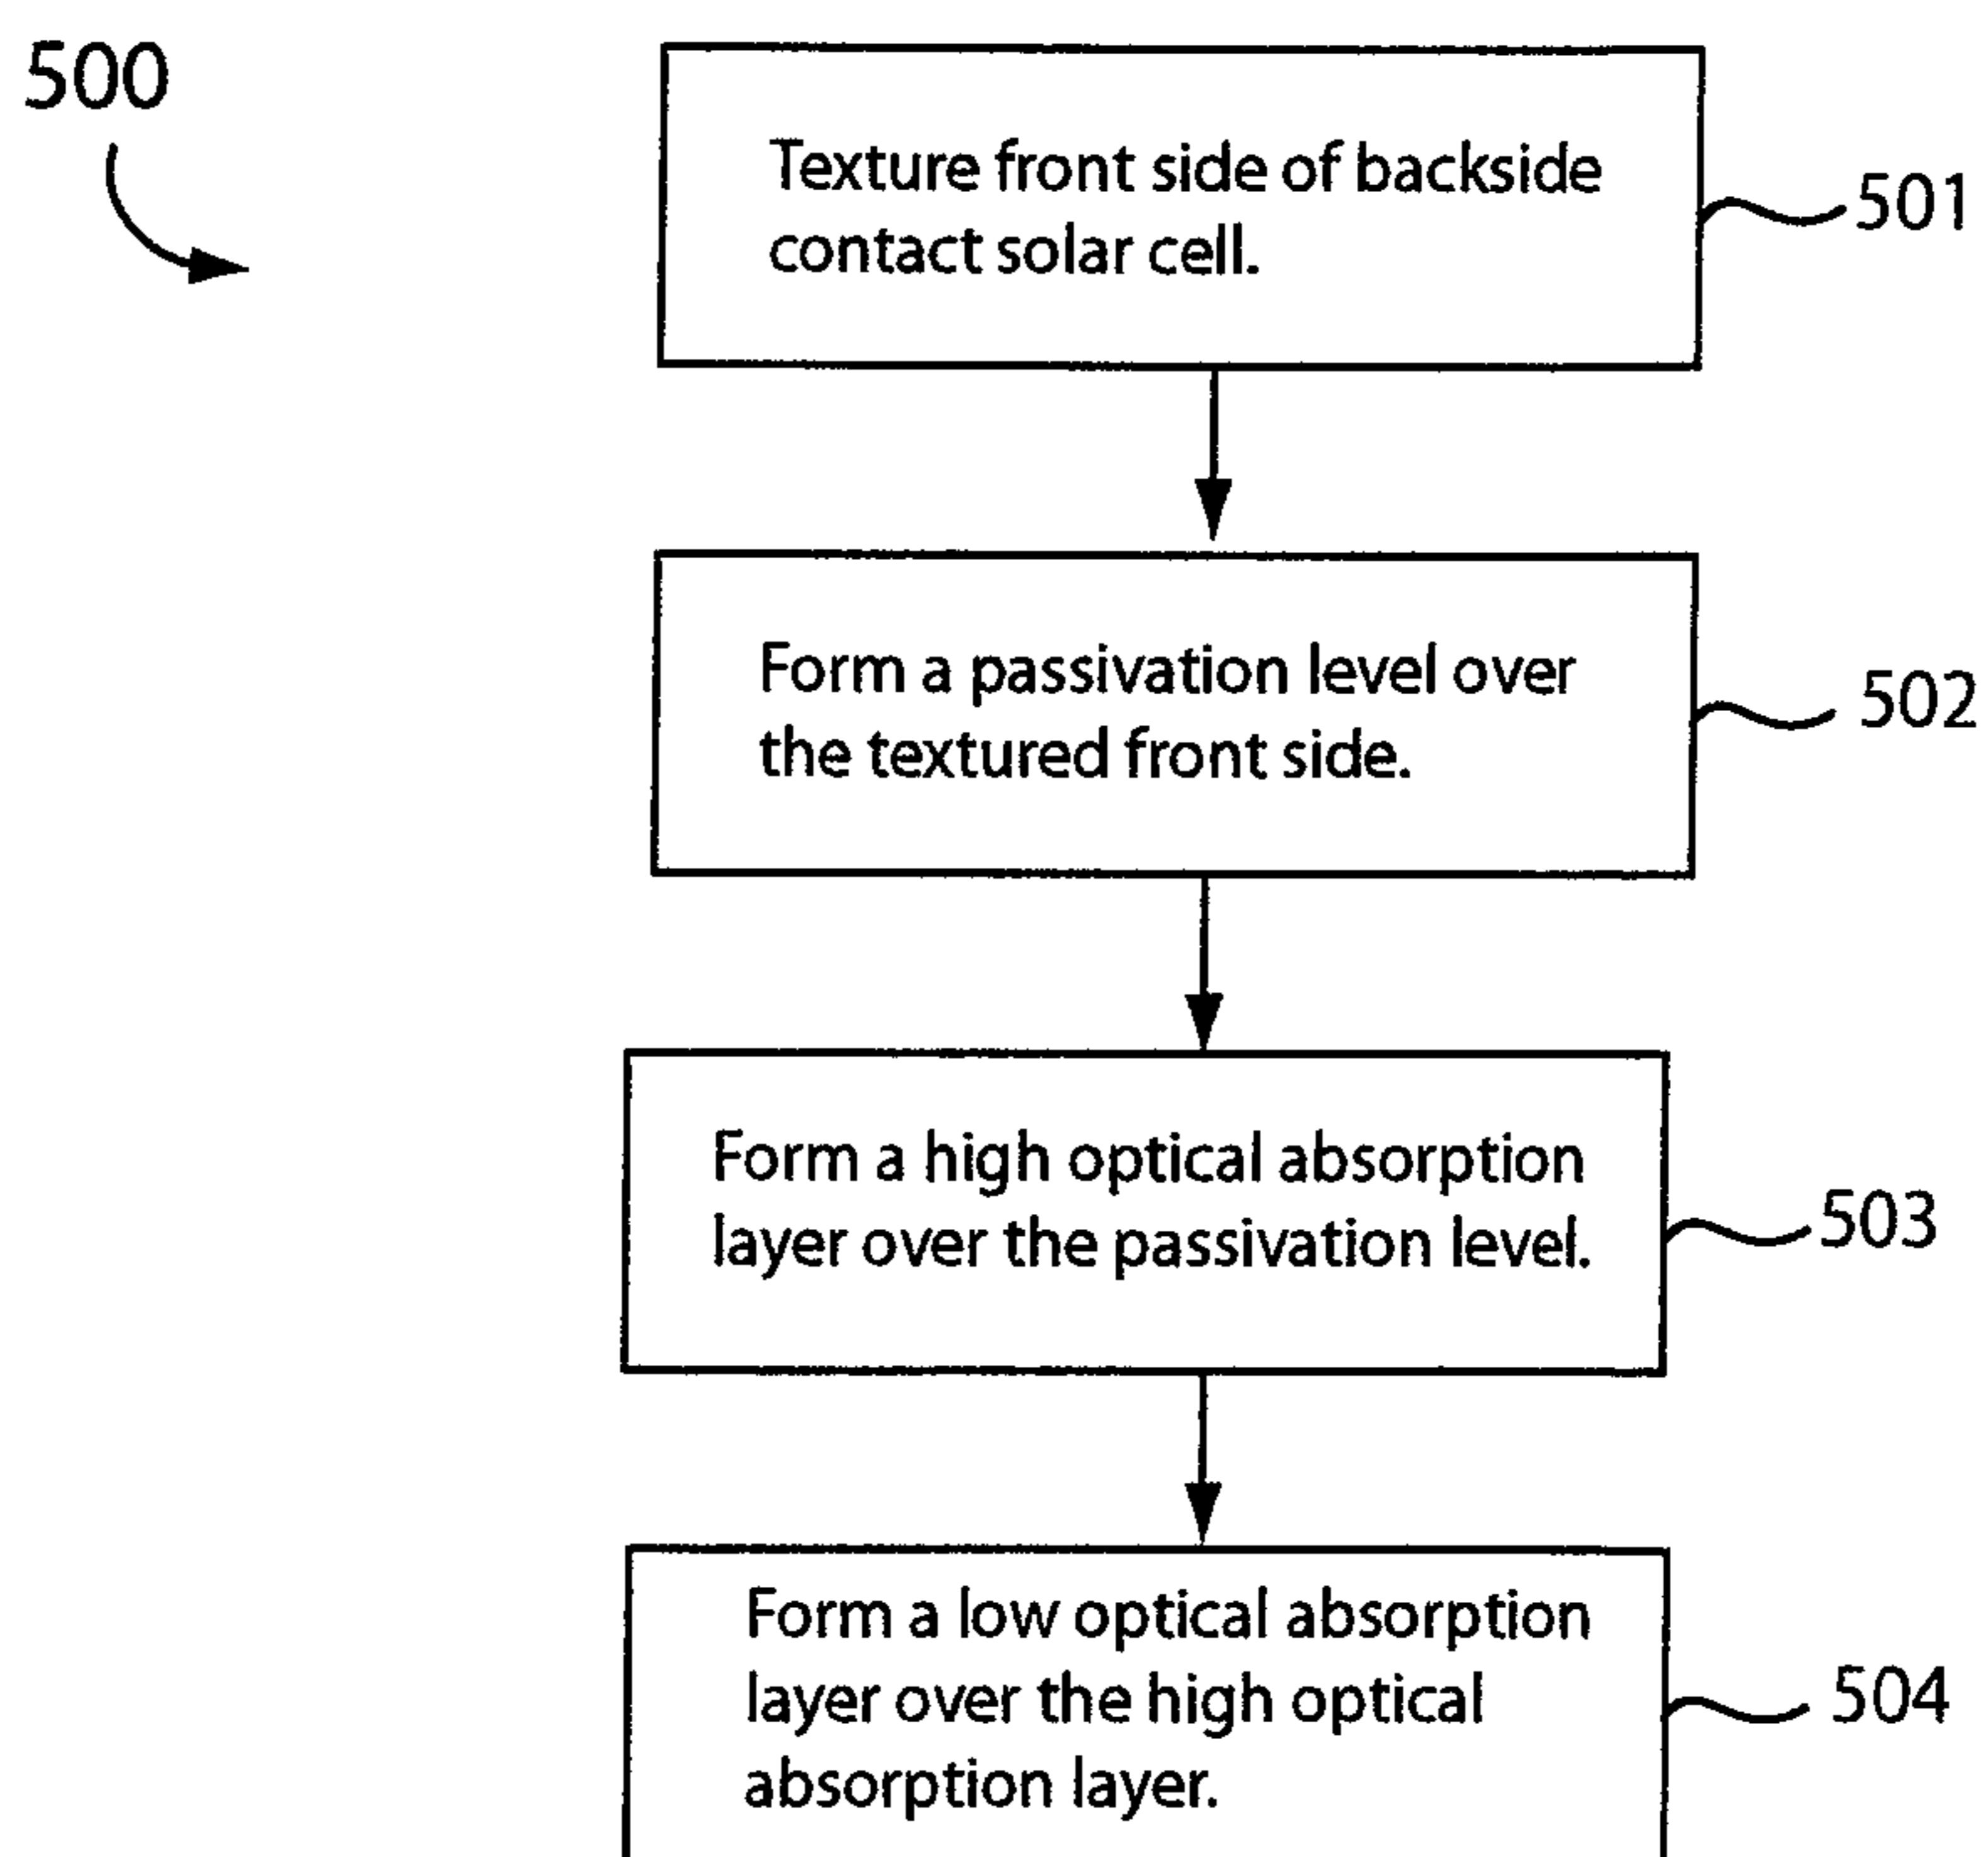 500
Texture front side of backside
contact solar cell.
501
Form a passivation level over
the textured front side.
502
Form a high optical absorption
layer over the passivation level.
503
Form a low optical absorption
layer over the high optical
absorption layer.
504